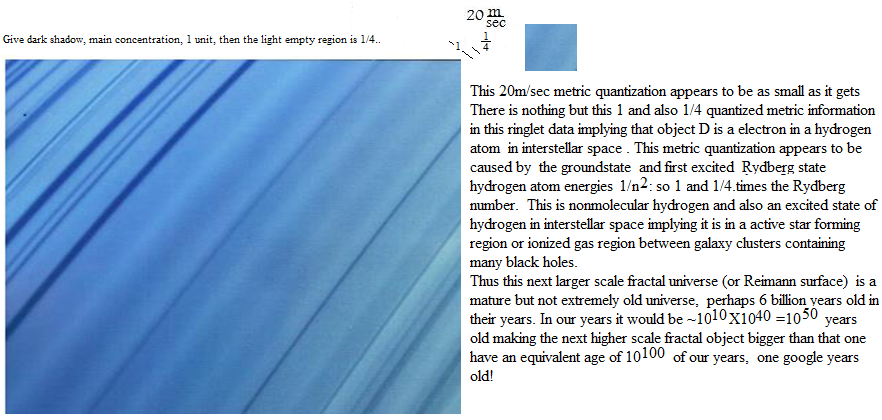 20 m
sec
Give dark shadow, main concentration, 1 unit, then the light empty region is 1/4..
1
1
4
This 20m/sec metric quantization appears to be as small as it gets
There is nothing but this 1 and also 1/4 quantized metric information
in this ringlet data implying that object D is a electron in a hydrogen
atom in interstellar space . This metric quantization appears to be
caused by the groundstate and first excited Rydberg state
hydrogen atom energies 1/n2: so 1 and 1/4.times the Rydberg
number. This is nonmolecular hydrogen and also an excited state of
hydrogen in interstellar space implying it is in a active star forming
region or ionized gas region between galaxy clusters containing
many black holes.
Thus this next larger scale fractal universe (or Reimann surface) is a
mature but not extremely old universe, perhaps 6 billion years old in
their years. In our years it would be ~10^10X10^40 =10^50 years
old making the next higher scale fractal object bigger than that one
have an equivalent age of 10^100 of our years, one google years
old!